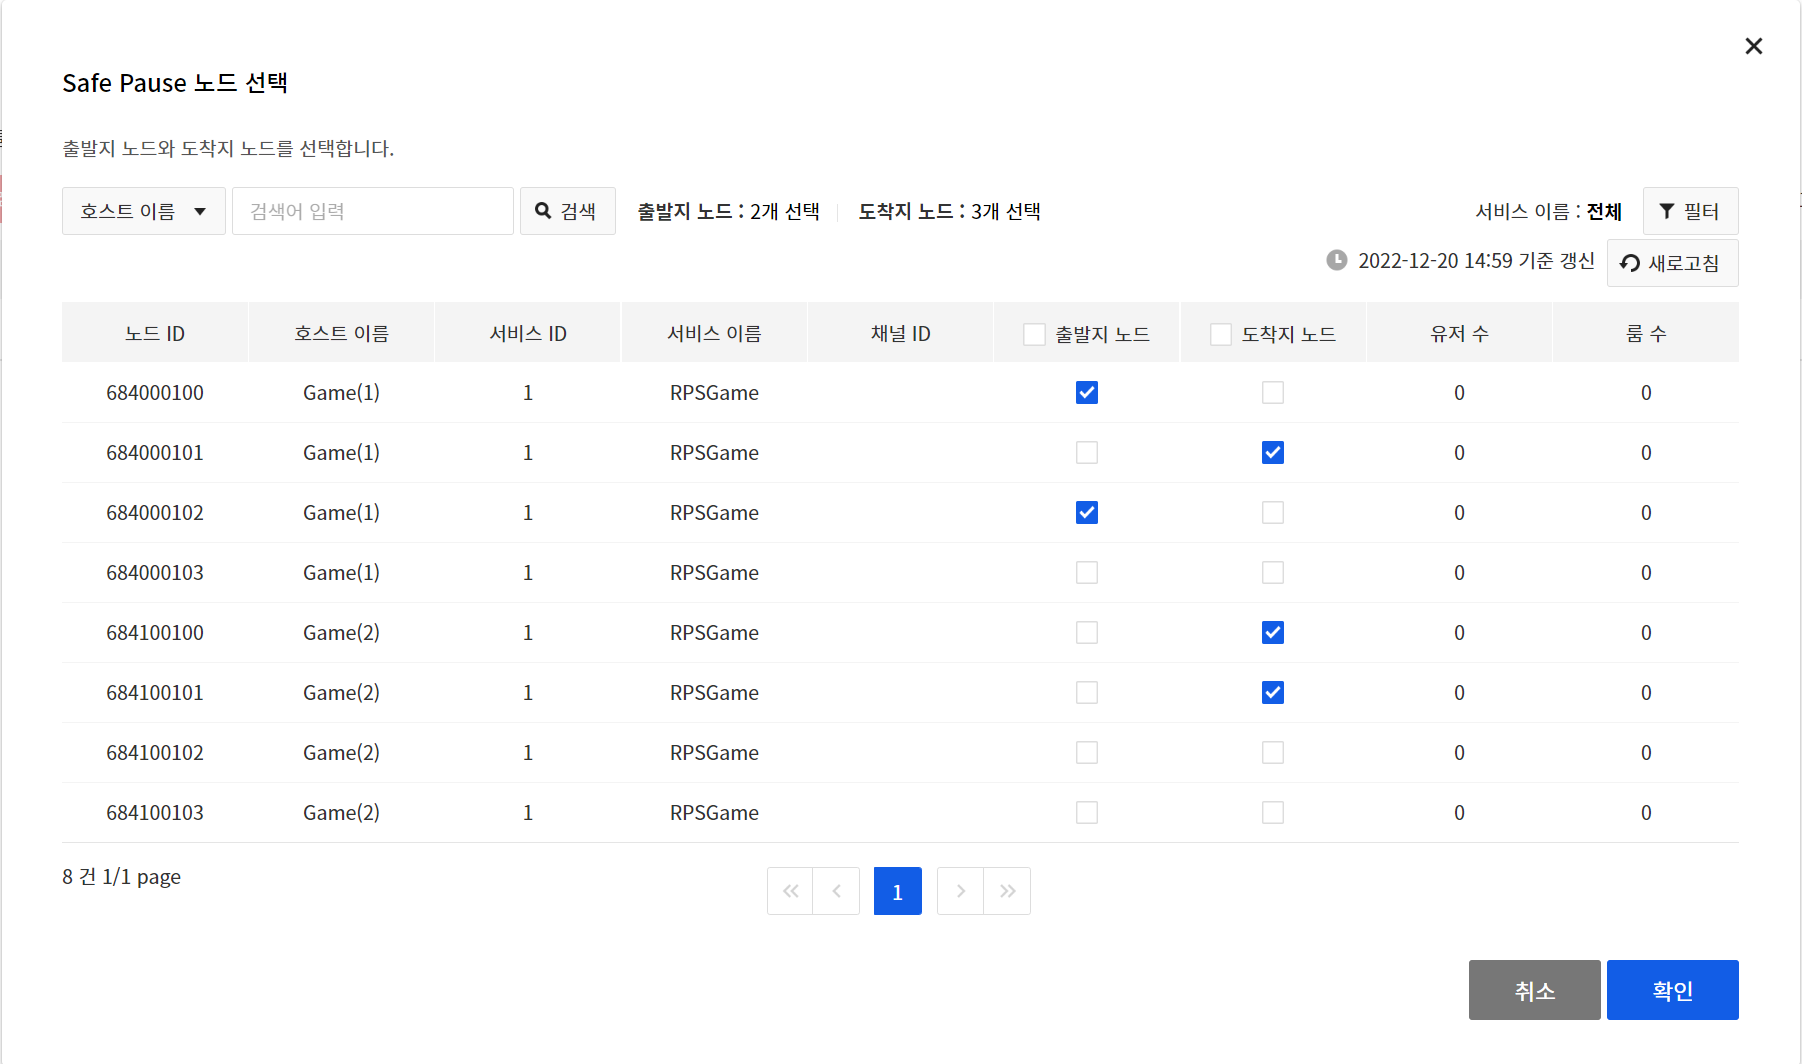 Safe Pause 노드 선택
출발지 노드와 도착지 노드를 선택합니다.
호스트 이름 검색어 입력 검색 출발지 노드 : 2개 선택 도착지 노드 : 3개 선택 서비스 이름 : 전체 필터
2022-12-20 14:59 기준 갱신 새로고침
노드 ID 호스트 이름 서비스 ID 서비스 이름 채널 ID 출발지 노드 도착지 노드 유저 수 룸 수
684000100 Game(1) 1 RPSGame 0 0
684000101 Game(1) 1 RPSGame 0 0
684000102 Game(1) 1 RPSGame 0 0
684000103 Game(1) 1 RPSGame 0 0
684100100 Game(2) 1 RPSGame 0 0
684100101 Game(2) 1 RPSGame 0 0
684100102 Game(2) 1 RPSGame 0 0
684100103 Game(2) 1 RPSGame 0 0
8 건 1/1 page 1
취소 확인